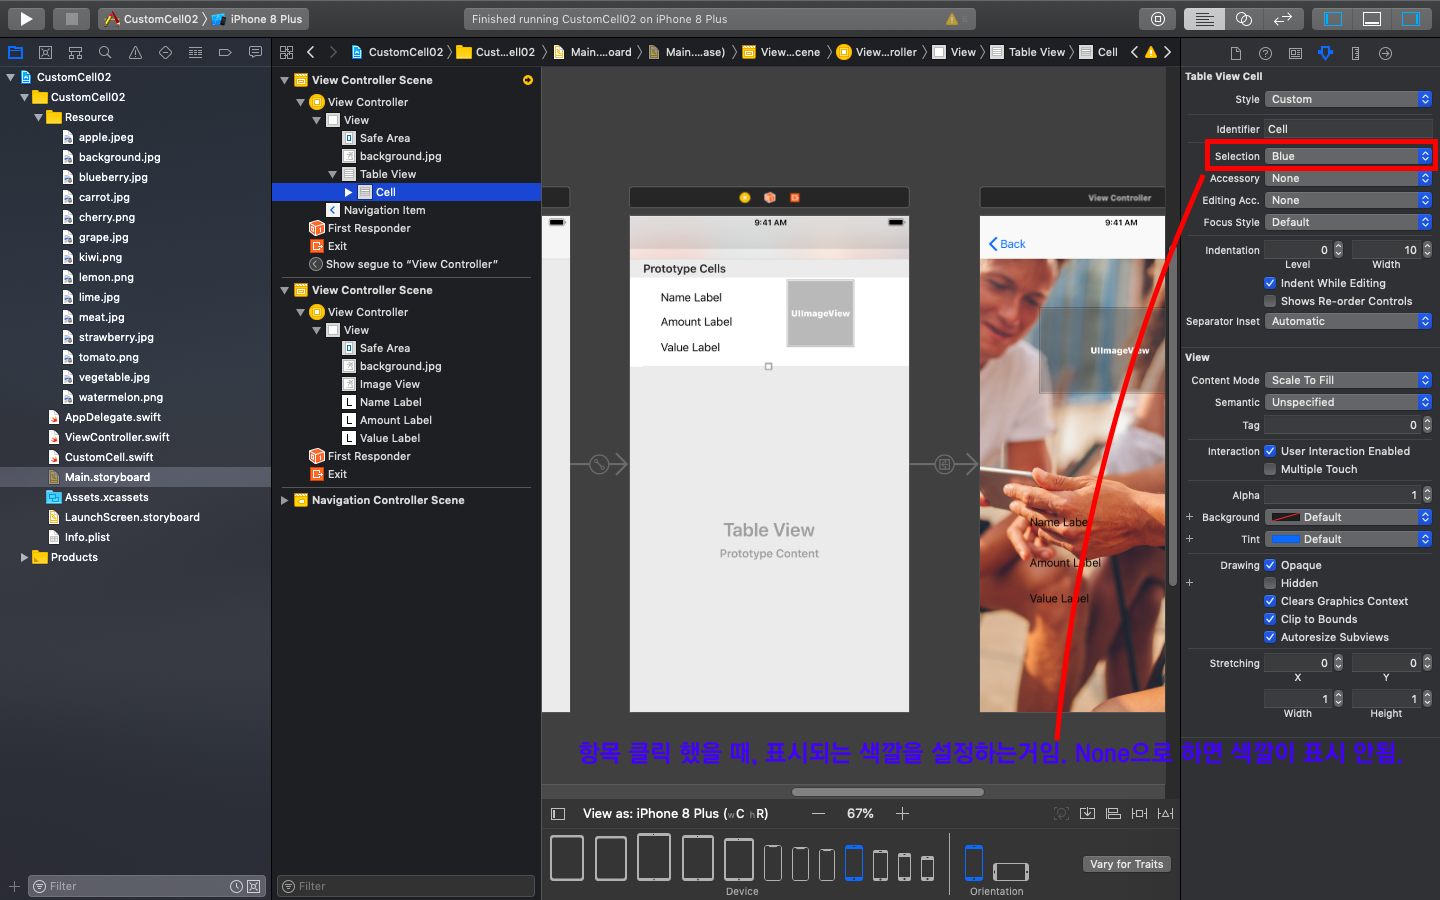 CustomCell02 〉 iPhone 8 Plus
Finished running CustomCell02 on iPhone 8 Plus
CustomCell02
Cust...ell02
Main....oard
Main....ase)
View...cene
View...roller
View
Table View
Cell
CustomCell02
CustomCell02
Resource
apple.jpeg
background.jpg
blueberry.jpg
carrot.jpg
cherry.png
grape.jpg
kiwi.png
lemon.png
lime.jpg
meat.jpg
strawberry.jpg
tomato.png
vegetable.jpg
watermelon.png
AppDelegate.swift
ViewController.swift
CustomCell.swift
Main.storyboard
Assets.xcassets
LaunchScreen.storyboard
Info.plist
Products
Filter
View Controller Scene
View Controller
View
Safe Area
background.jpg
Table View
Cell
Navigation Item
First Responder
Exit
Show segue to “View Controller”
View Controller Scene
View Controller
View
Safe Area
background.jpg
Image View
L Name Label
L Amount Label
L Value Label
First Responder
Exit
Navigation Controller Scene
Filter
9:41 AM
Prototype Cells
Name Label
Amount Label
Value Label
UIImageView
Table View
Prototype Content
View Controller
9:41 AM
Back
UIImageView
Name Labe
Amount Label
Value Label
항목 클릭 했을 때, 표시되는 색깔을 설정하는거임. None으로 하면 색깔이 표시 안됨.
View as: iPhone 8 Plus (wC hR)
67%
Device
Orientation
Vary for Traits
Table View Cell
Style Custom
Identifier Cell
Selection Blue
Accessory None
Editing Acc. None
Focus Style Default
Indentation 0 10
Level Width
Indent While Editing
Shows Re-order Controls
Separator Inset Automatic
View
Content Mode Scale To Fill
Semantic Unspecified
Tag 0
Interaction User Interaction Enabled
Multiple Touch
Alpha 1
Background Default
Tint Default
Drawing Opaque
Hidden
Clears Graphics Context
Clip to Bounds
Autoresize Subviews
Stretching 0 0
X Y
1 1
Width Height